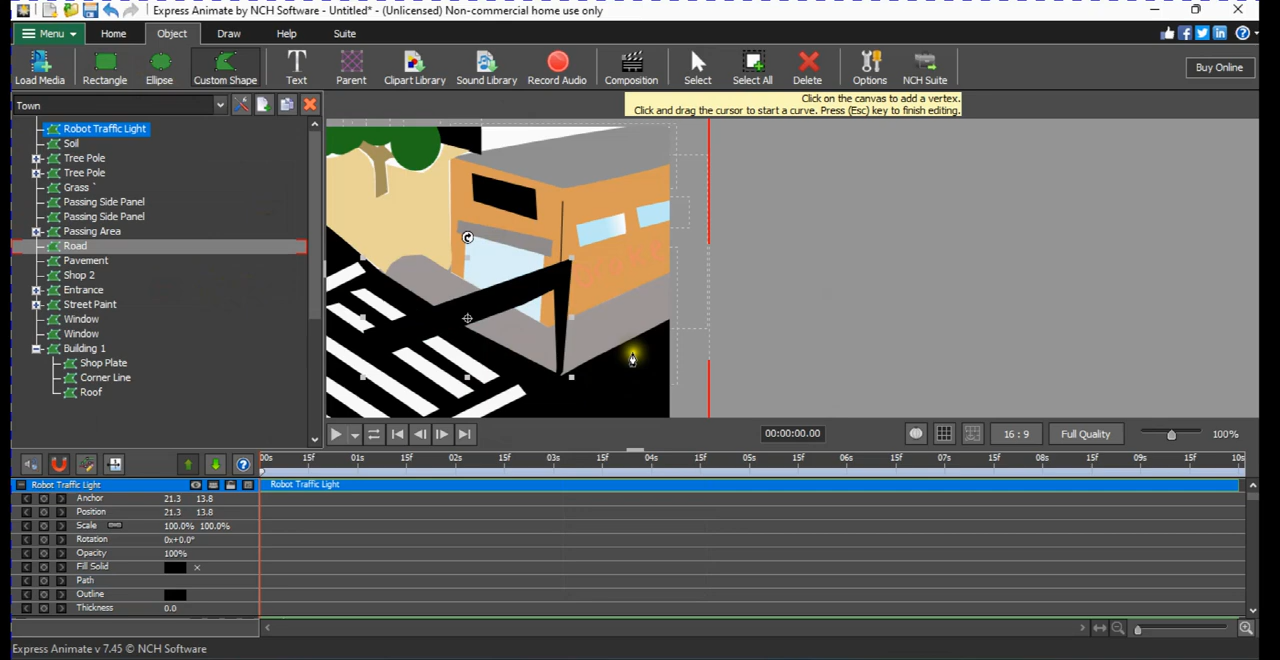 Express Animate by NCH Software - Untitled* - (Unlicensed) Non-commercial home use only
Menu Home Object Draw Help Suite
Load Media Rectangle Ellipse Custom Shape Text Parent Clipart Library Sound Library Record Audio Composition Select Select All Delete Options NCH Suite Buy Online
Town
Click on the canvas to add a vertex.
Click and drag the cursor to start a curve. Press (Esc) key to finish editing.
Robot Traffic Light
Soil
Tree Pole
Tree Pole
Grass `
Passing Side Panel
Passing Side Panel
Passing Area
Road
Pavement
Shop 2
Entrance
Street Paint
Window
Window
Building 1
Shop Plate
Corner Line
Roof
00:00:00.00 16 : 9 Full Quality 100%
00s 15f 01s 15f 02s 15f 03s 15f 04s 15f 05s 15f 06s 15f 07s 15f 08s 15f 09s 15f 10s
Robot Traffic Light Robot Traffic Light
Anchor 21.3 13.8
Position 21.3 13.8
Scale 100.0% 100.0%
Rotation 0x+0.0°
Opacity 100%
Fill Solid
Path
Outline
Thickness 0.0
Express Animate v 7.45 © NCH Software